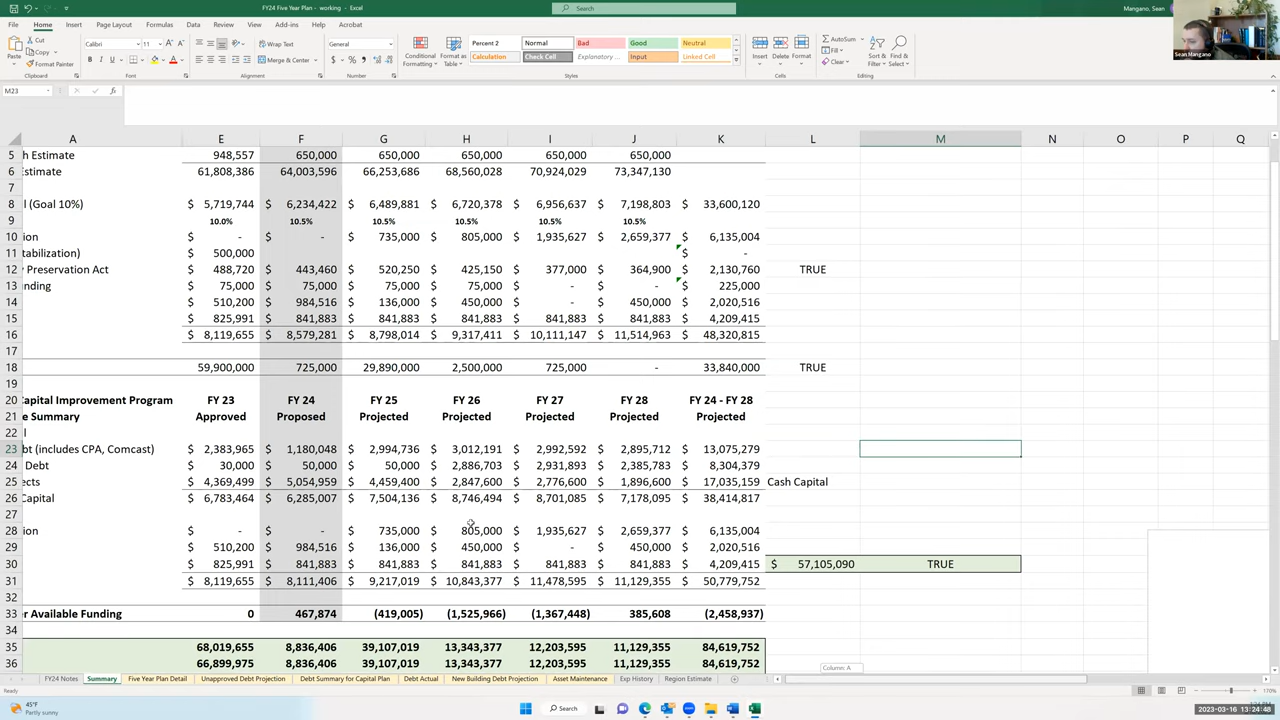 FY24 Five Year Plan - working - Excel
Search
Mangano, Sean
File Home Insert Page Layout Formulas Data Review View Add-ins Help Acrobat
Cut
Copy
Format Painter
Paste
Calibri 11
Wrap Text
Merge & Center
General
Conditional Formatting
Format as Table
Percent 2 Normal Bad Good Neutral
Calculation Check Cell Explanatory ... Input Linked Cell
Insert Delete Format
AutoSum
Fill
Clear
Sort & Filter
Find & Select
Clipboard Font Alignment Number Styles Cells Editing
Sean Mangano
M23
A E F G H I J K L M N O P Q
5 h Estimate 948,557 650,000 650,000 650,000 650,000 650,000
6 stimate 61,808,386 64,003,596 66,253,686 68,560,028 70,924,029 73,347,130
7
8 l (Goal 10%) $ 5,719,744 $ 6,234,422 $ 6,489,881 $ 6,720,378 $ 6,956,637 $ 7,198,803 $ 33,600,120
9 10.0% 10.5% 10.5% 10.5% 10.5% 10.5%
10 ion $ - $ - $ 735,000 $ 805,000 $ 1,935,627 $ 2,659,377 $ 6,135,004
11 tabilization) $ 500,000 $ -
12 y Preservation Act $ 488,720 $ 443,460 $ 520,250 $ 425,150 $ 377,000 $ 364,900 $ 2,130,760 TRUE
13 nding $ 75,000 $ 75,000 $ 75,000 $ 75,000 $ - $ - $ 225,000
14 $ 510,200 $ 984,516 $ 136,000 $ 450,000 $ - $ 450,000 $ 2,020,516
15 $ 825,991 $ 841,883 $ 841,883 $ 841,883 $ 841,883 $ 841,883 $ 4,209,415
16 $ 8,119,655 $ 8,579,281 $ 8,798,014 $ 9,317,411 $ 10,111,147 $ 11,514,963 $ 48,320,815
17
18 59,900,000 725,000 29,890,000 2,500,000 725,000 - 33,840,000 TRUE
19
20 Capital Improvement Program FY 23 FY 24 FY 25 FY 26 FY 27 FY 28 FY 24 - FY 28
21 e Summary Approved Proposed Projected Projected Projected Projected Projected
22 l
23 bt (includes CPA, Comcast) $ 2,383,965 $ 1,180,048 $ 2,994,736 $ 3,012,191 $ 2,992,592 $ 2,895,712 $ 13,075,279
24 Debt $ 30,000 $ 50,000 $ 50,000 $ 2,886,703 $ 2,931,893 $ 2,385,783 $ 8,304,379
25 ects $ 4,369,499 $ 5,054,959 $ 4,459,400 $ 2,847,600 $ 2,776,600 $ 1,896,600 $ 17,035,159 Cash Capital
26 Capital $ 6,783,464 $ 6,285,007 $ 7,504,136 $ 8,746,494 $ 8,701,085 $ 7,178,095 $ 38,414,817
27
28 ion $ - $ - $ 735,000 $ 805,000 $ 1,935,627 $ 2,659,377 $ 6,135,004
29 $ 510,200 $ 984,516 $ 136,000 $ 450,000 $ - $ 450,000 $ 2,020,516
30 $ 825,991 $ 841,883 $ 841,883 $ 841,883 $ 841,883 $ 841,883 $ 4,209,415 $ 57,105,090 TRUE
31 $ 8,119,655 $ 8,111,406 $ 9,217,019 $ 10,843,377 $ 11,478,595 $ 11,129,355 $ 50,779,752
32
33 r Available Funding 0 467,874 (419,005) (1,525,966) (1,367,448) 385,608 (2,458,937)
34
35 68,019,655 8,836,406 39,107,019 13,343,377 12,203,595 11,129,355 84,619,752
36 66,899,975 8,836,406 39,107,019 13,343,377 12,203,595 11,129,355 84,619,752
Column: A
FY24 Notes Summary Five Year Plan Detail Unapproved Debt Projection Debt Summary for Capital Plan Debt Actual New Building Debt Projection Asset Maintenance Exp History Region Estimate
Ready
170%
45°F
Partly sunny
Search
2023-03-16 13:24:48